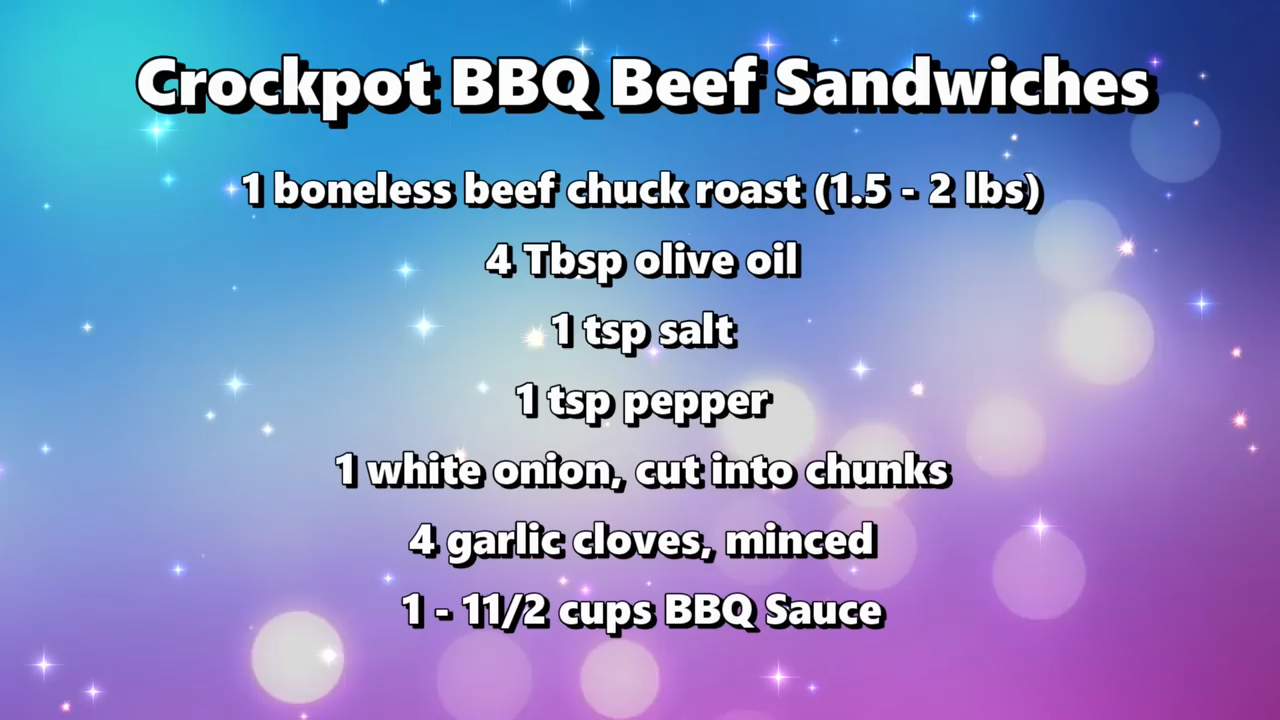 Crockpot BBQ Beef Sandwiches
1 boneless beef chuck roast (1.5 - 2 lbs)
4 Tbsp olive oil
1 tsp salt
1 tsp pepper
1 white onion, cut into chunks
4 garlic cloves, minced
1 - 11/2 cups BBQ Sauce